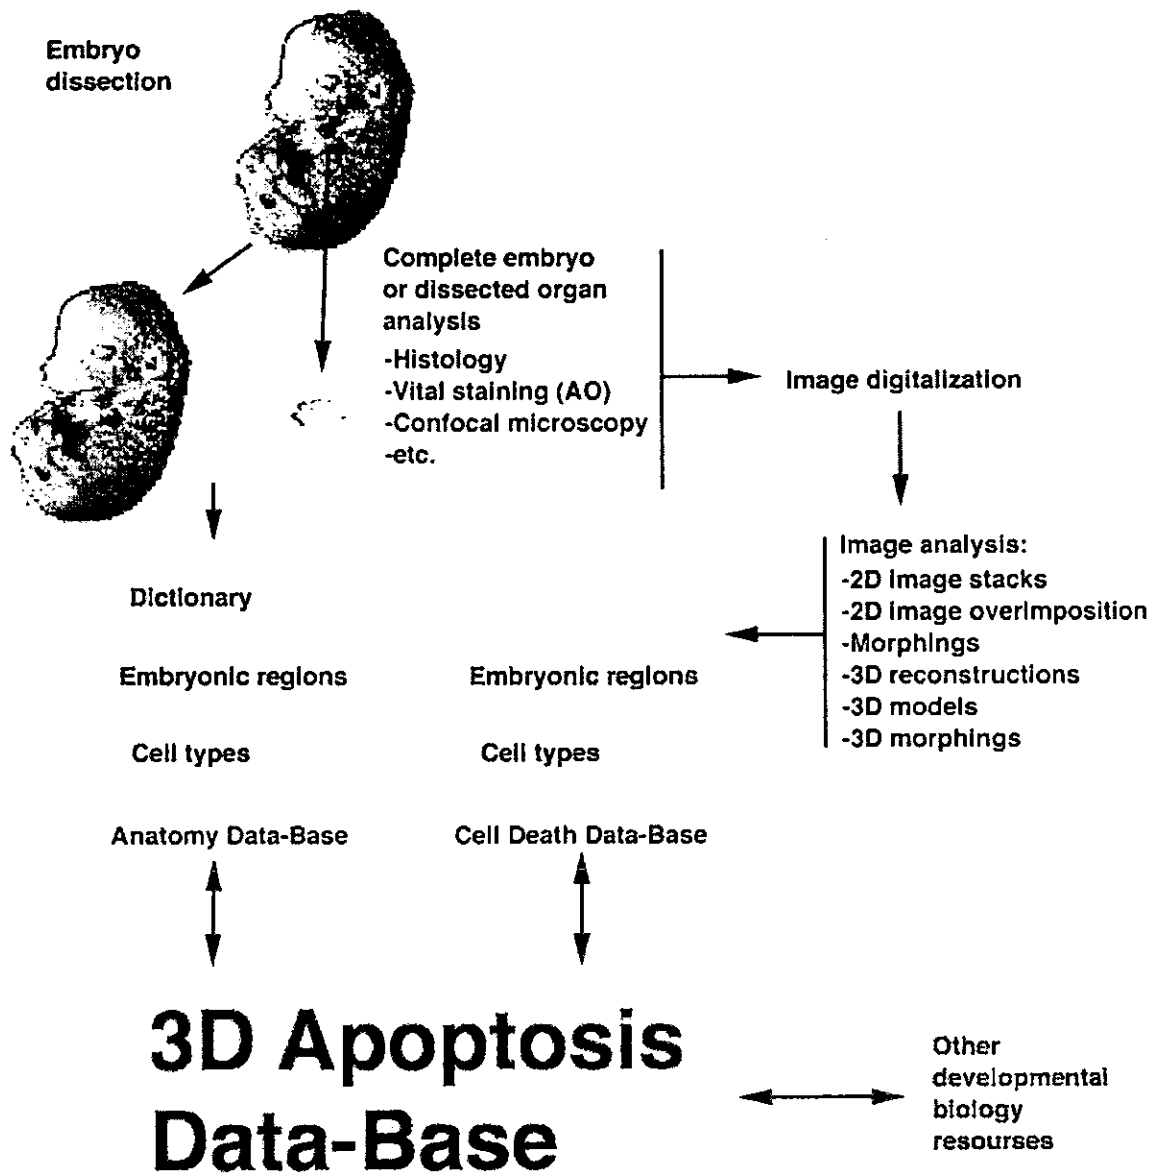 Embryo
dissection
Complete embryo
or dissected organ
analysis
-Histology
-Vital staining (AO)
-Confocal microscopy
-etc.
Image digitalization
Image analysis:
-2D image stacks
-2D image overimposition
-Morphings
-3D reconstructions
-3D models
-3D morphings
Dictionary
Embryonic regions
Cell types
Anatomy Data-Base
Embryonic regions
Cell types
Cell Death Data-Base
3D Apoptosis
Data-Base
Other
developmental
biology
resourses